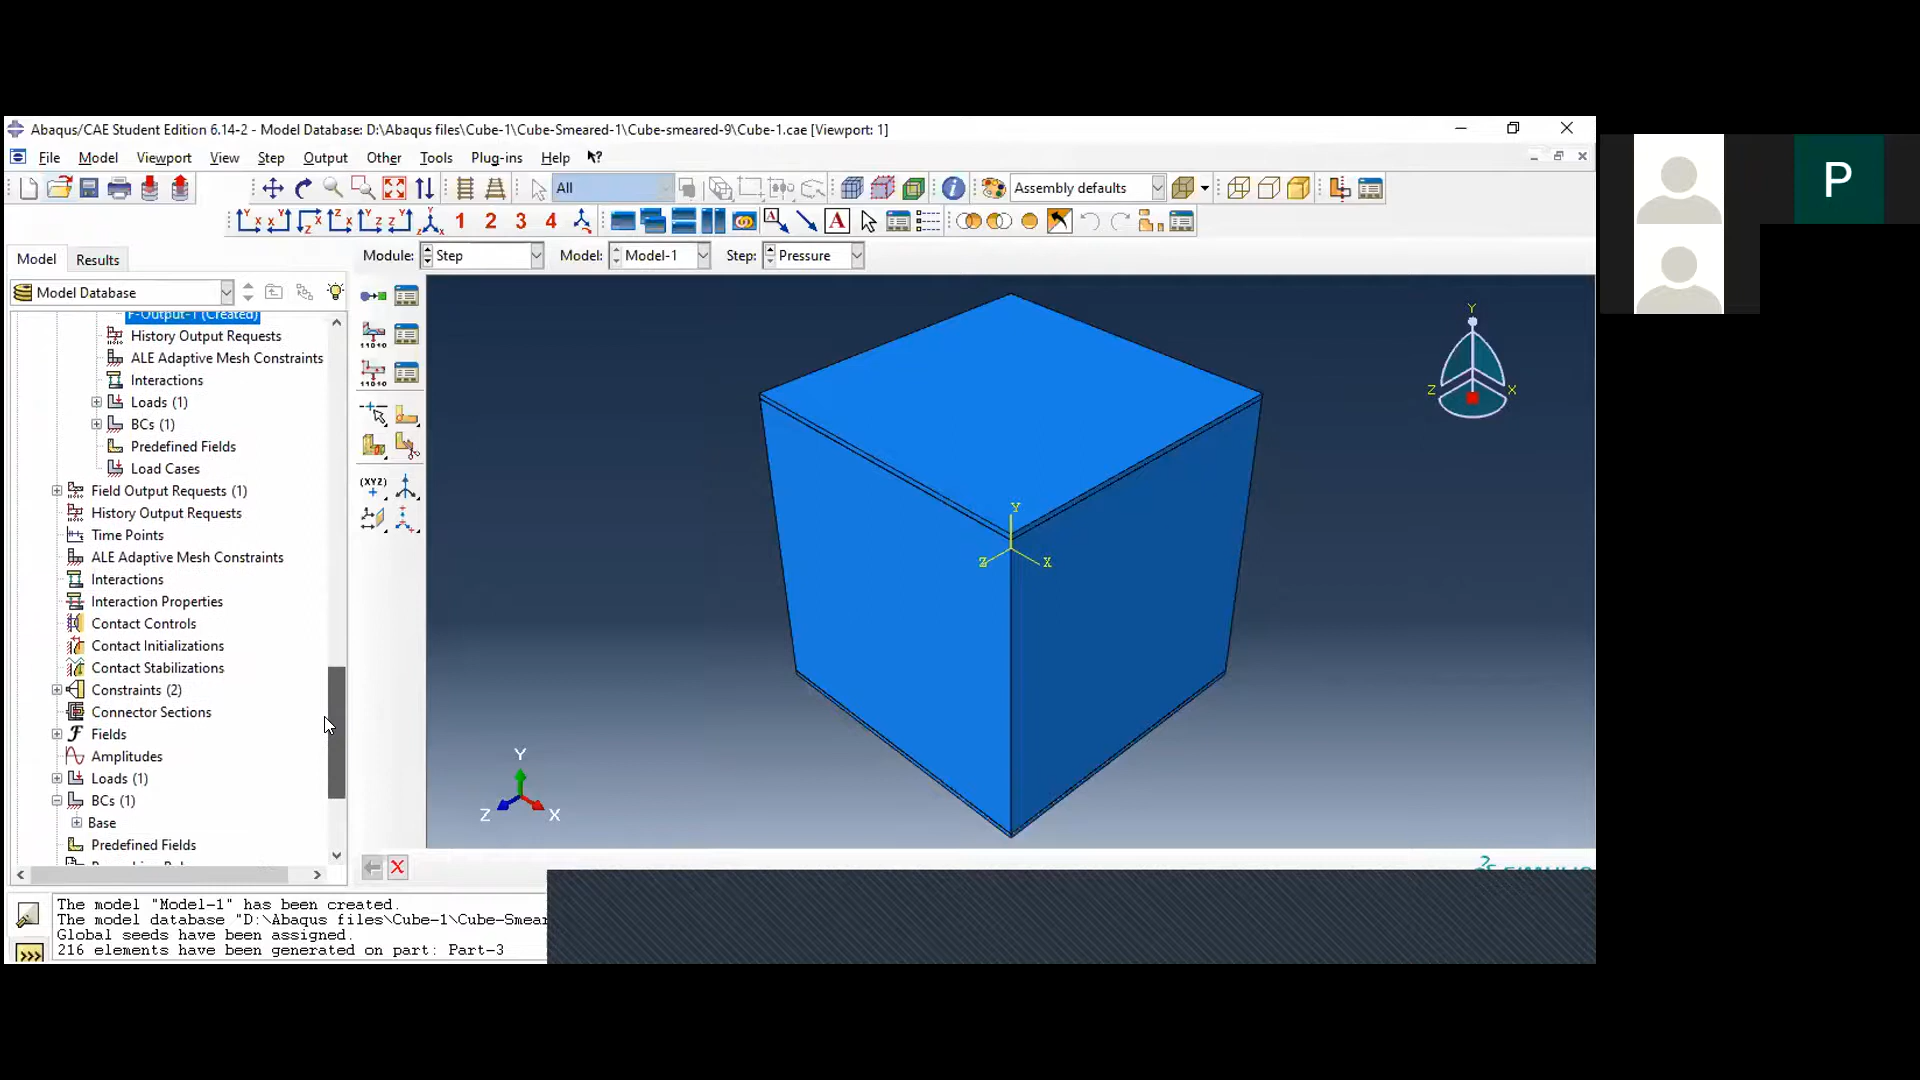 Abaqus/CAE Student Edition 6.14-2 - Model Database: D:\Abaqus files\Cube-1\Cube-Smeared-1\Cube-smeared-9\Cube-1.cae [Viewport: 1]
File Model Viewport View Step Output Other Tools Plug-ins Help
All
Assembly defaults
1 2 3 4
Model Results
Module: Step Model: Model-1 Step: Pressure
Model Database
F-Output-1 (Created)
History Output Requests
ALE Adaptive Mesh Constraints
Interactions
Loads (1)
BCs (1)
Predefined Fields
Load Cases
Field Output Requests (1)
History Output Requests
Time Points
ALE Adaptive Mesh Constraints
Interactions
Interaction Properties
Contact Controls
Contact Initializations
Contact Stabilizations
Constraints (2)
Connector Sections
Fields
Amplitudes
Loads (1)
BCs (1)
Base
Predefined Fields
(XYZ)
Y
Z X
Y
Z X
Y
Z X
P
The model "Model-1" has been created.
The model database "D:\Abaqus files\Cube-1\Cube-Smear
Global seeds have been assigned.
216 elements have been generated on part: Part-3